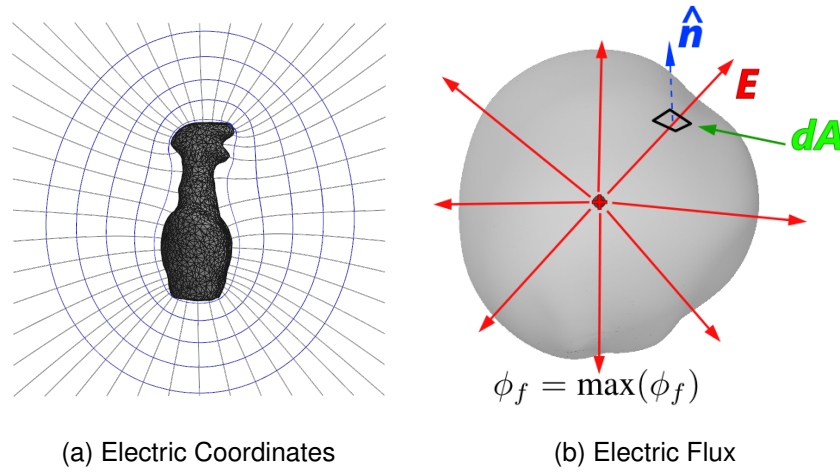 n̂
E
dA
ϕ_f = max(ϕ_f)
(a) Electric Coordinates
(b) Electric Flux